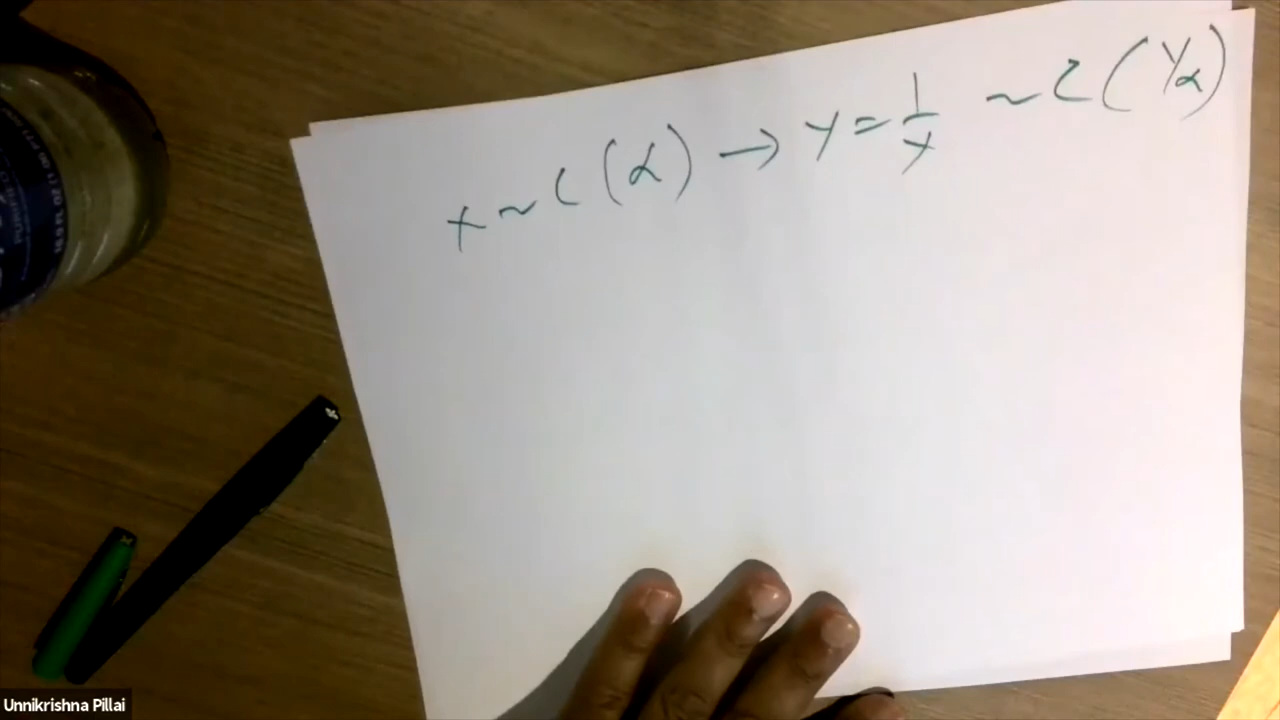 x ~ C(α) → y = 1/x ~ C(1/α)
Unnikrishna Pillai